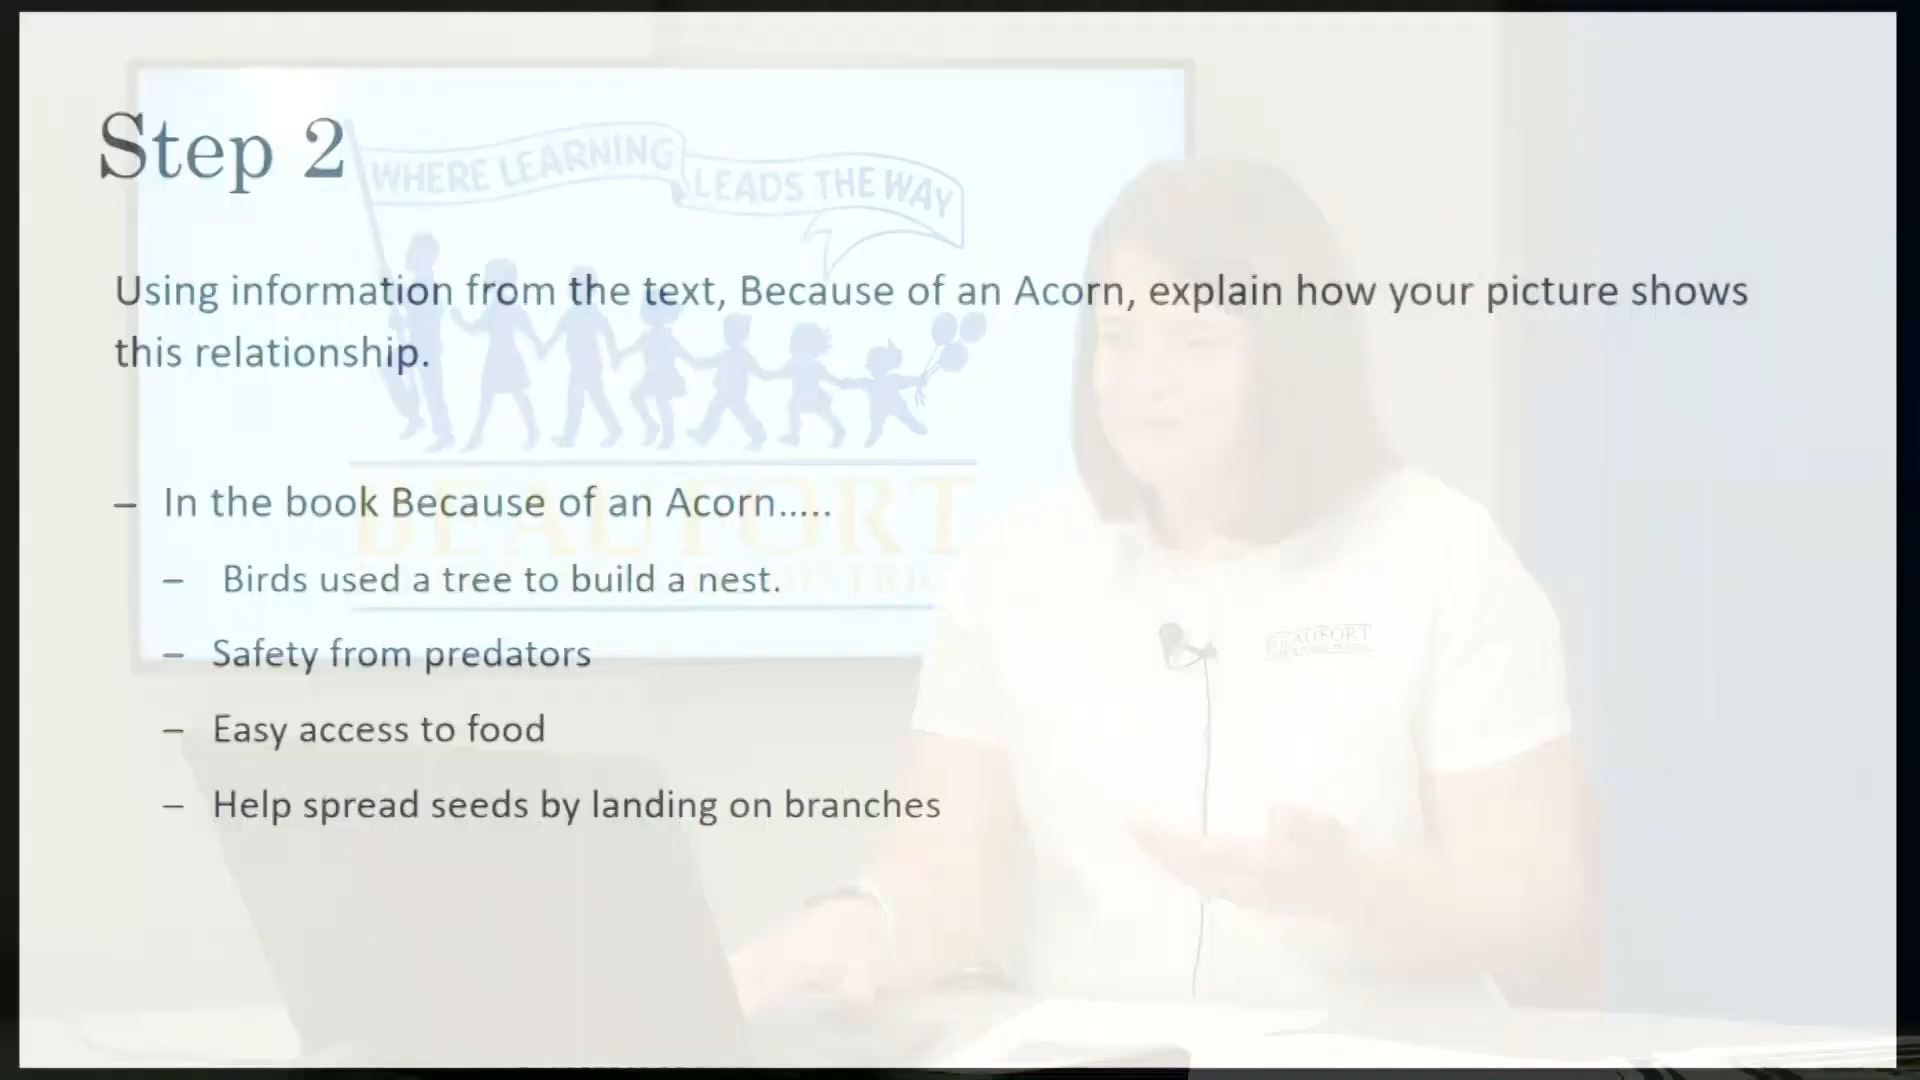 Step 2
WHERE LEARNING
LEADS THE WAY
Using information from the text, Because of an Acorn, explain how your picture shows
this relationship.
– In the book Because of an Acorn.....
BEAUFORT
– Birds used a tree to build a nest.
– Safety from predators
BEAUFORT
– Easy access to food
– Help spread seeds by landing on branches